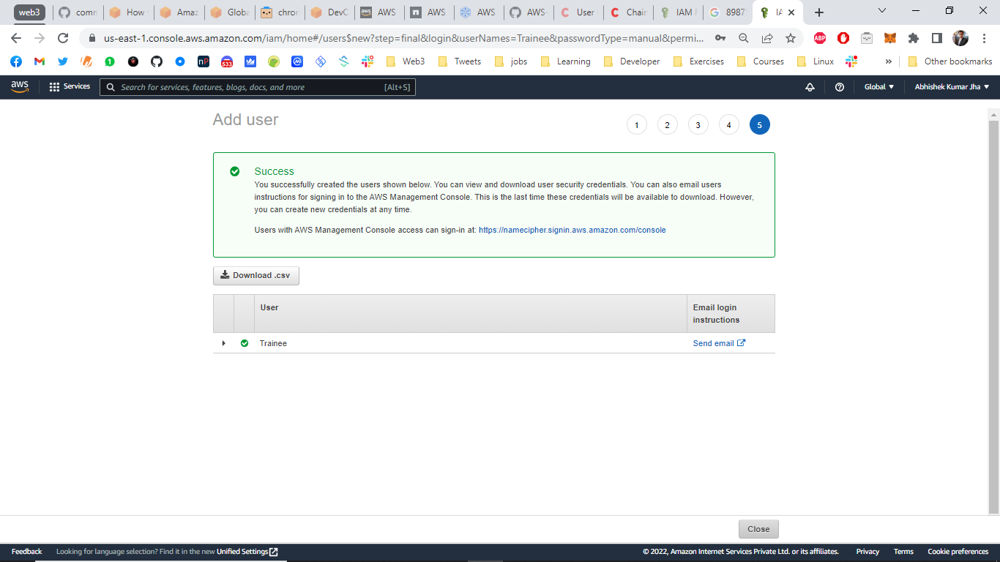 web3
comm
How
Amaz
Globa
chror
DevC
AWS
AWS
AWS
AWS-
User
Chair
IAM
8987
IA
us-east-1.console.aws.amazon.com/iam/home#/users$new?step=final&login&userNames=Trainee&passwordType=manual&permi...
ABP
1
nP
533
Web3
Tweets
jobs
Learning
Developer
Exercises
Courses
Linux
»
Other bookmarks
aws
Services
Search for services, features, blogs, docs, and more
[Alt+S]
Global
Abhishek Kumar Jha
Add user
1 2 3 4 5
Success
You successfully created the users shown below. You can view and download user security credentials. You can also email users
instructions for signing in to the AWS Management Console. This is the last time these credentials will be available to download. However,
you can create new credentials at any time.
Users with AWS Management Console access can sign-in at: https://namecipher.signin.aws.amazon.com/console
Download .csv
User
Email login
instructions
Trainee
Send email
Close
Feedback
Looking for language selection? Find it in the new Unified Settings
© 2022, Amazon Internet Services Private Ltd. or its affiliates.
Privacy
Terms
Cookie preferences